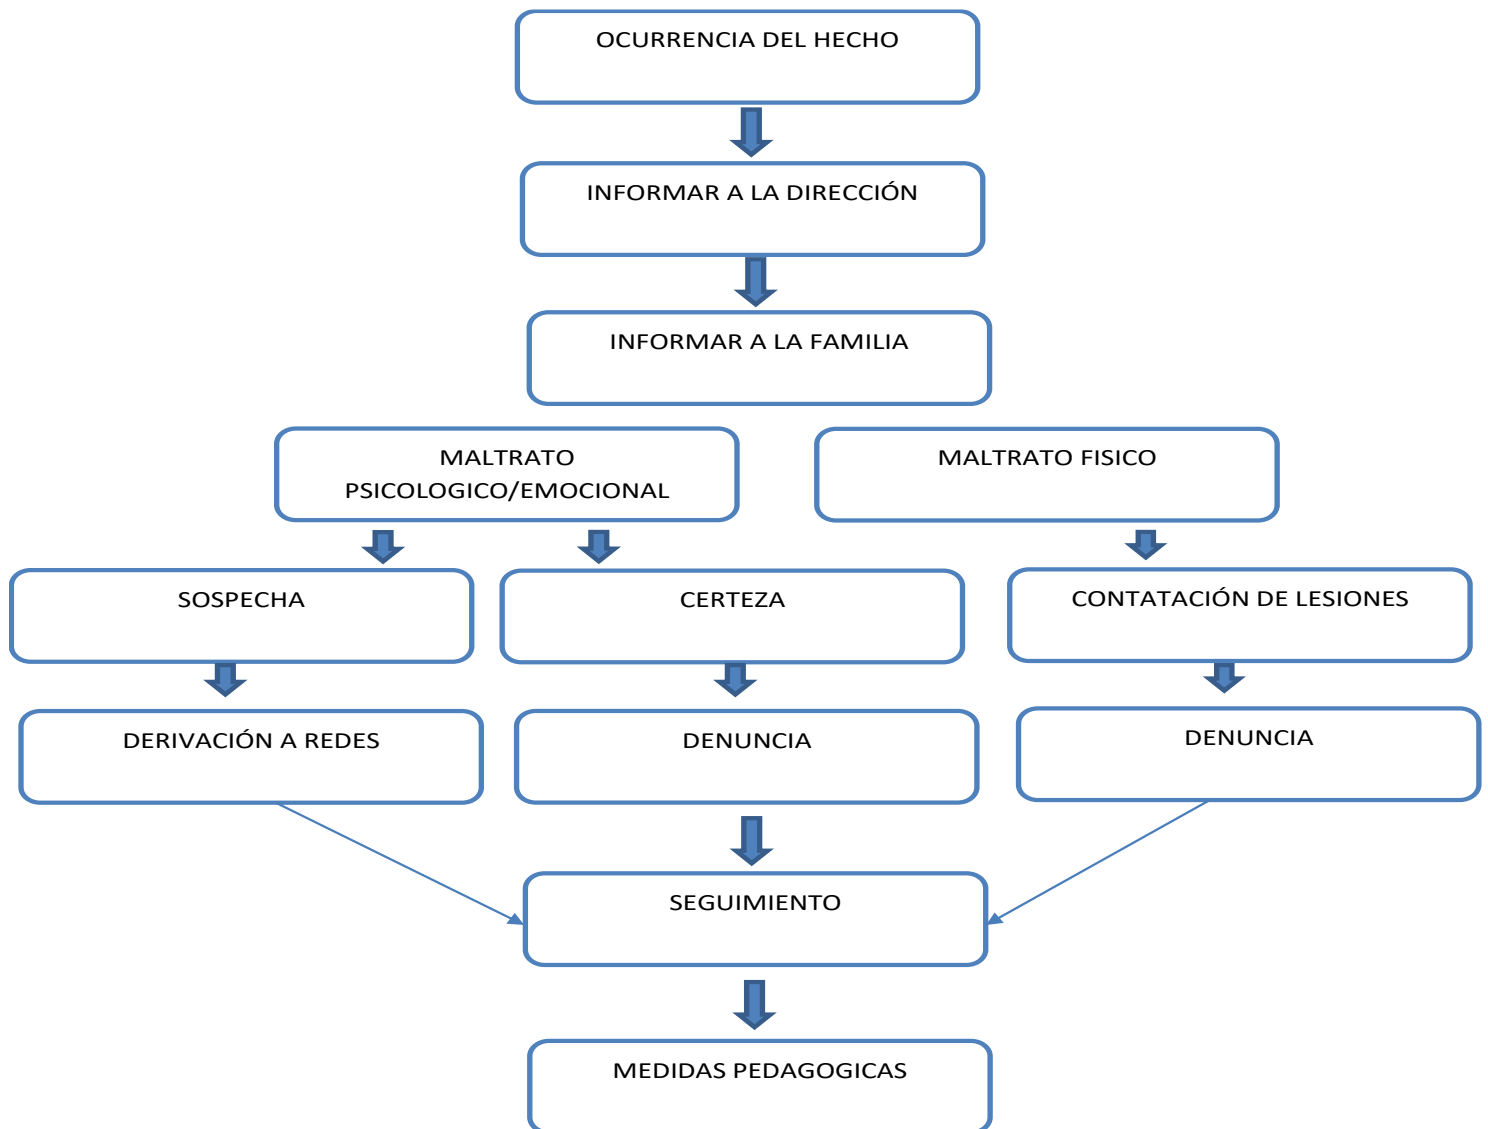 OCURRENCIA DEL HECHO
INFORMAR A LA DIRECCIÓN
INFORMAR A LA FAMILIA
MALTRATO
PSICOLOGICO/EMOCIONAL
MALTRATO FISICO
SOSPECHA
CERTEZA
CONTATACIÓN DE LESIONES
DERIVACIÓN A REDES
DENUNCIA
DENUNCIA
SEGUIMIENTO
MEDIDAS PEDAGOGICAS